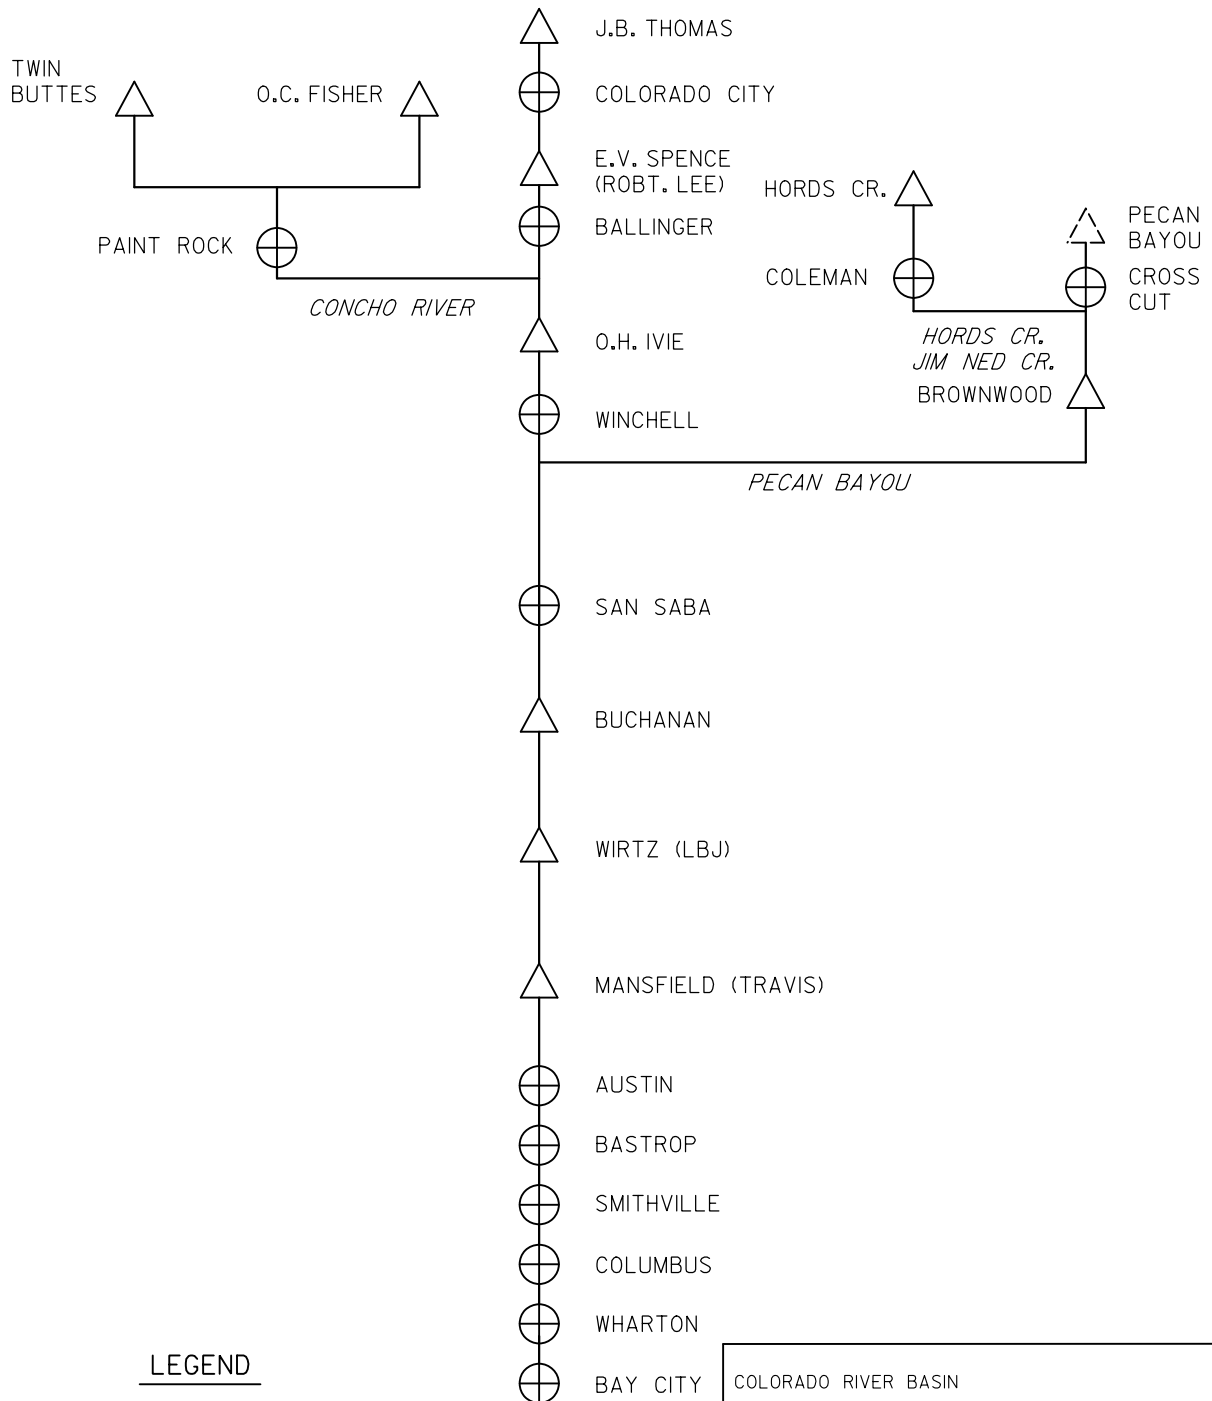 J.B. THOMAS
TWIN
BUTTES
O.C. FISHER
COLORADO CITY
E.V. SPENCE
(ROBT. LEE)
HORDS CR.
PECAN
BAYOU
BALLINGER
PAINT ROCK
COLEMAN
CROSS
CUT
CONCHO RIVER
HORDS CR.
JIM NED CR.
O.H. IVIE
BROWNWOOD
WINCHELL
PECAN BAYOU
SAN SABA
BUCHANAN
WIRTZ (LBJ)
MANSFIELD (TRAVIS)
AUSTIN
BASTROP
SMITHVILLE
COLUMBUS
WHARTON
LEGEND
BAY CITY
COLORADO RIVER BASIN